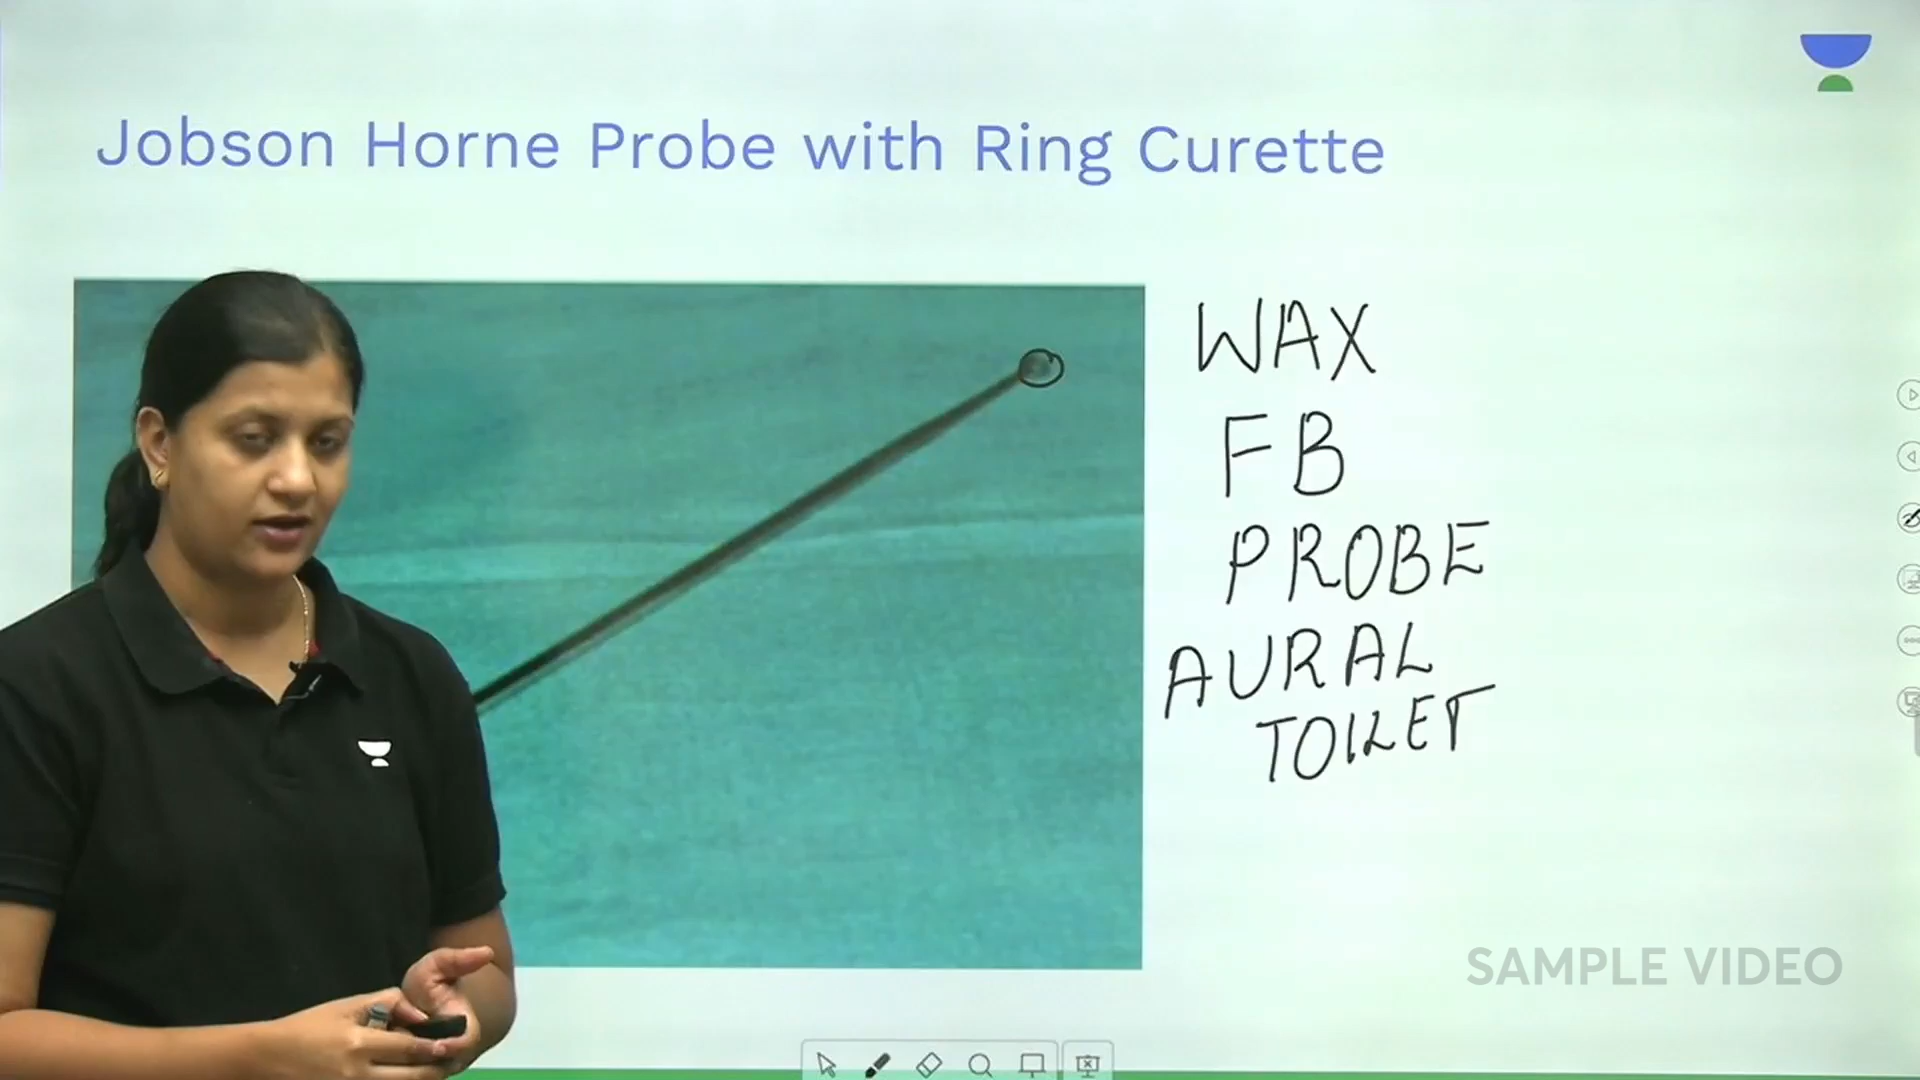 Jobson Horne Probe with Ring Curette
WAX
FB
PROBE
AURAL
TOILET
SAMPLE VIDEO